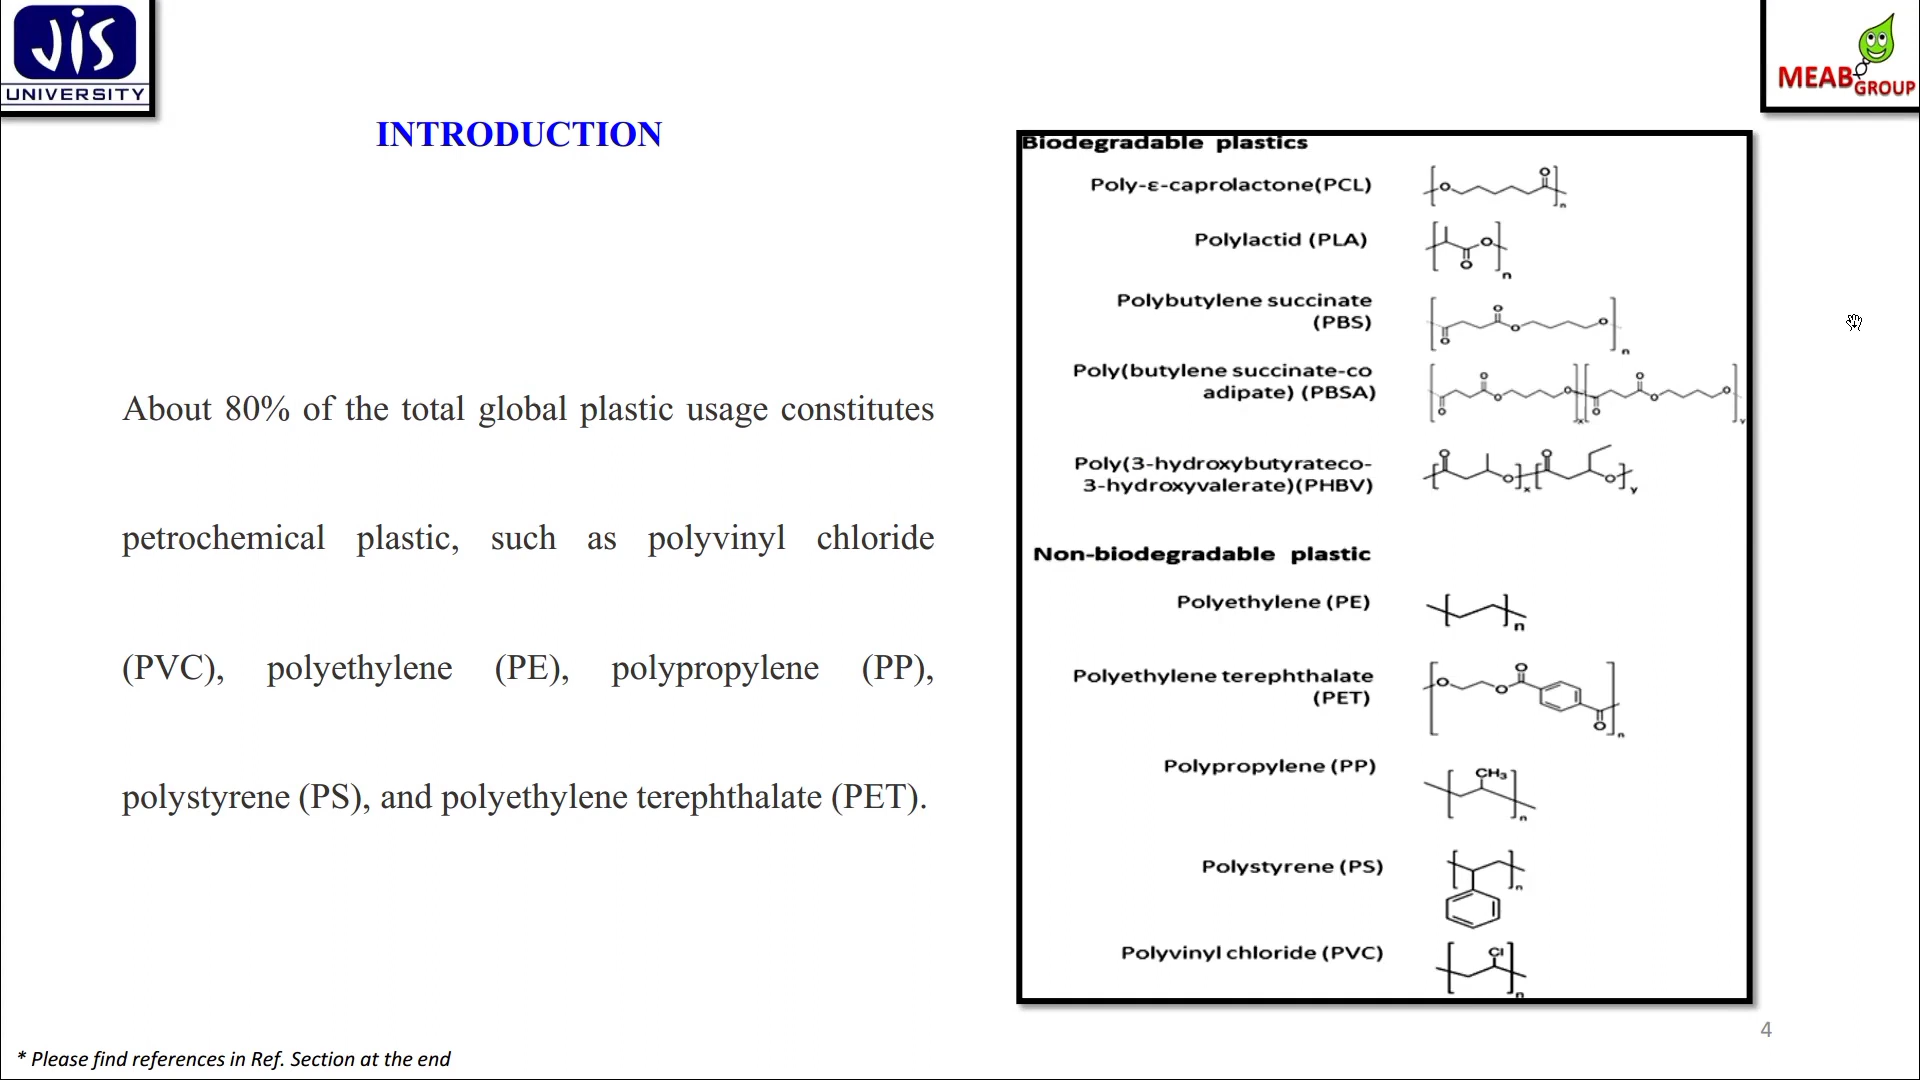 JIS
UNIVERSITY
MEAB GROUP
INTRODUCTION
About 80% of the total global plastic usage constitutes
petrochemical plastic, such as polyvinyl chloride
(PVC), polyethylene (PE), polypropylene (PP),
polystyrene (PS), and polyethylene terephthalate (PET).
Biodegradable plastics
Poly-ε-caprolactone(PCL)
O
O
n
Polylactid (PLA)
O
O
n
Polybutylene succinate
(PBS)
O
O
O
O
n
Poly(butylene succinate-co
adipate) (PBSA)
O
O
O
O
x
O
O
O
O
y
Poly(3-hydroxybutyrateco-
3-hydroxyvalerate)(PHBV)
O
O
x
O
O
y
Non-biodegradable plastic
Polyethylene (PE)
n
Polyethylene terephthalate
(PET)
O
O
O
O
n
Polypropylene (PP)
CH3
n
Polystyrene (PS)
n
Polyvinyl chloride (PVC)
Cl
n
4
* Please find references in Ref. Section at the end